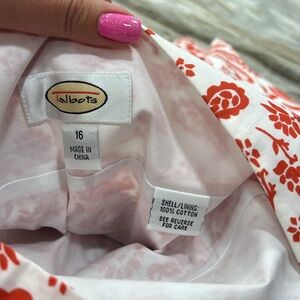 Talbots
16
MADE IN
CHINA
SHELL/LINING:
100% COTTON
SEE REVERSE
FOR CARE